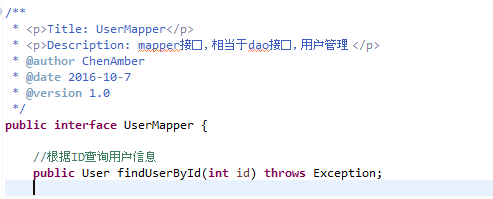 /**
 * <p>Title: UserMapper</p>
 * <p>Description: mapper接口，相当于dao接口，用户管理 </p>
 * @author ChenAmber
 * @date 2016-10-7
 * @version 1.0
 */
public interface UserMapper {
//根据ID查询用户信息
public User findUserById(int id) throws Exception;